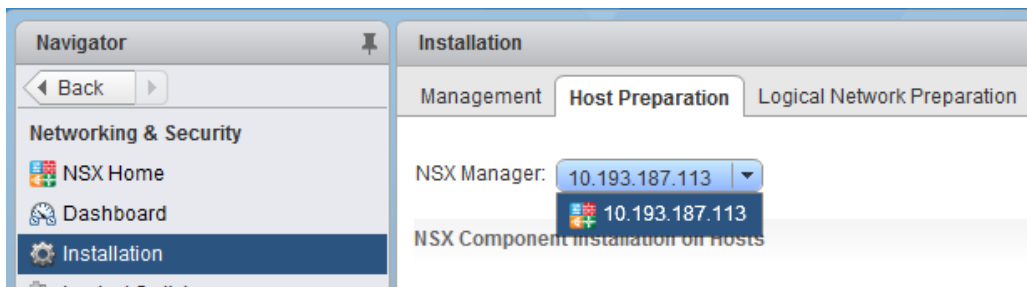 Navigator
Back
Networking & Security
NSX Home
Dashboard
Installation
Installation
Management
Host Preparation
Logical Network Preparation
NSX Manager:
10.193.187.113
10.193.187.113
NSX Component Installation on Hosts